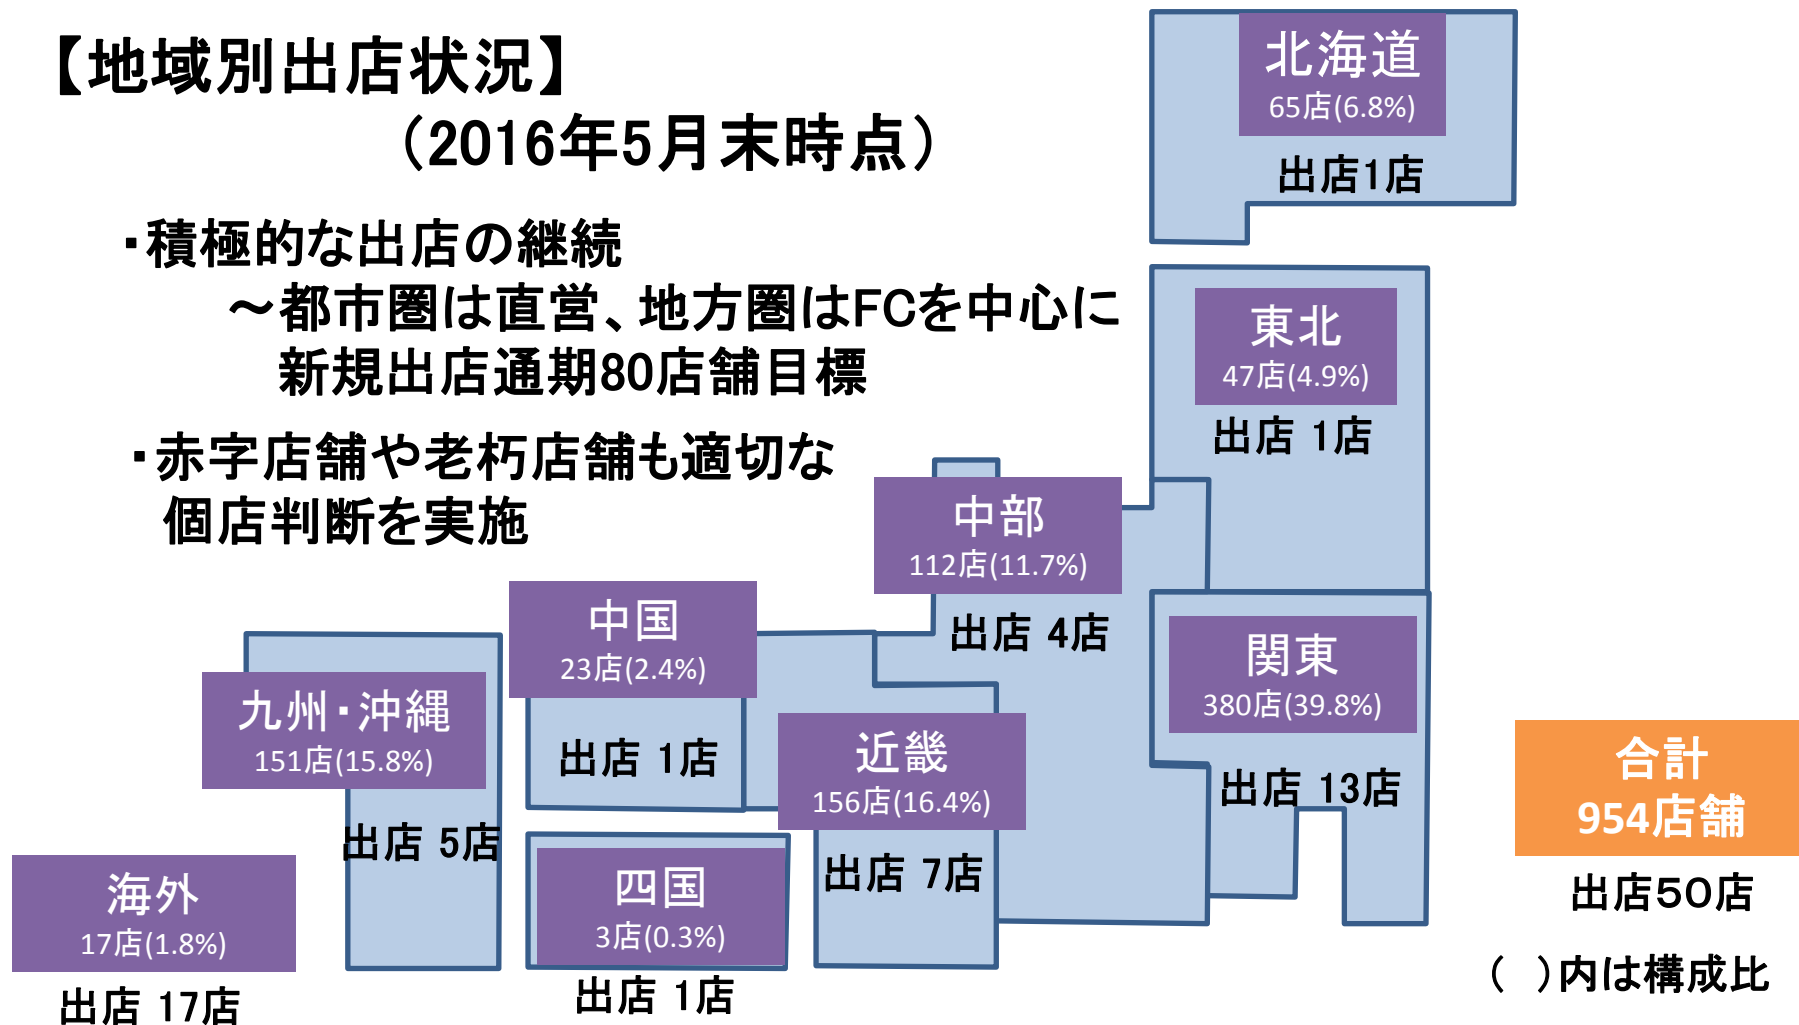 【地域別出店状況】
（2016年5月末時点）
・積極的な出店の継続
～都市圏は直営、地方圏はFCを中心に
新規出店通期80店舗目標
・赤字店舗や老朽店舗も適切な
個店判断を実施
北海道
65店(6.8%)
出店1店
東北
47店(4.9%)
出店 1店
中部
112店(11.7%)
出店 4店
関東
380店(39.8%)
出店 13店
中国
23店(2.4%)
出店 1店
近畿
156店(16.4%)
出店 7店
九州・沖縄
151店(15.8%)
出店 5店
四国
3店(0.3%)
出店 1店
海外
17店(1.8%)
出店 17店
合計
954店舗
出店５０店
（　）内は構成比